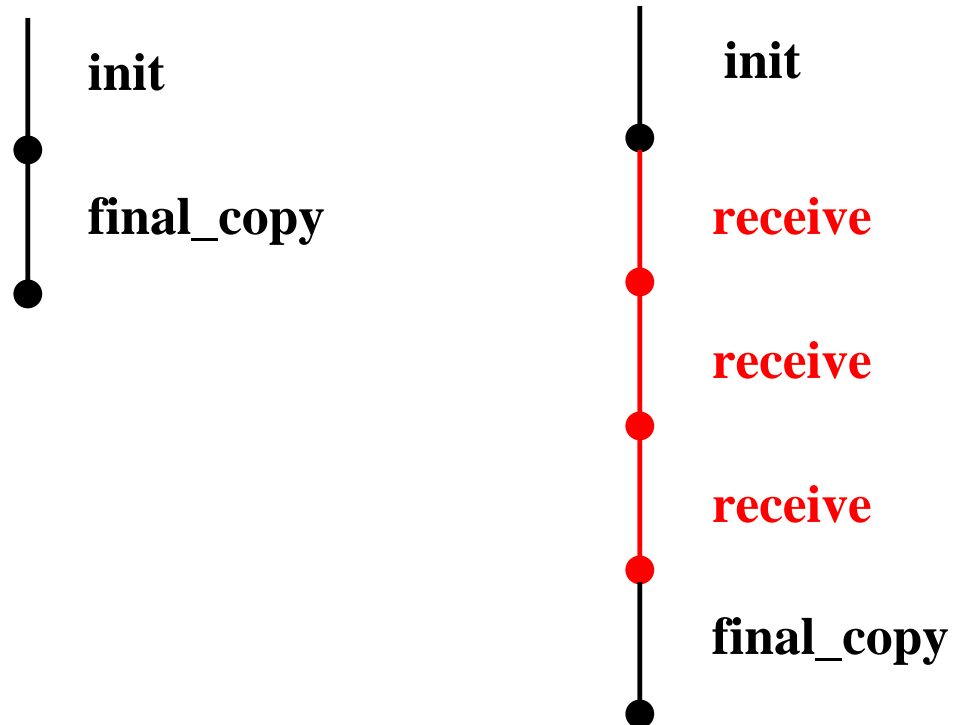 init
final_copy
init
receive
receive
receive
final_copy